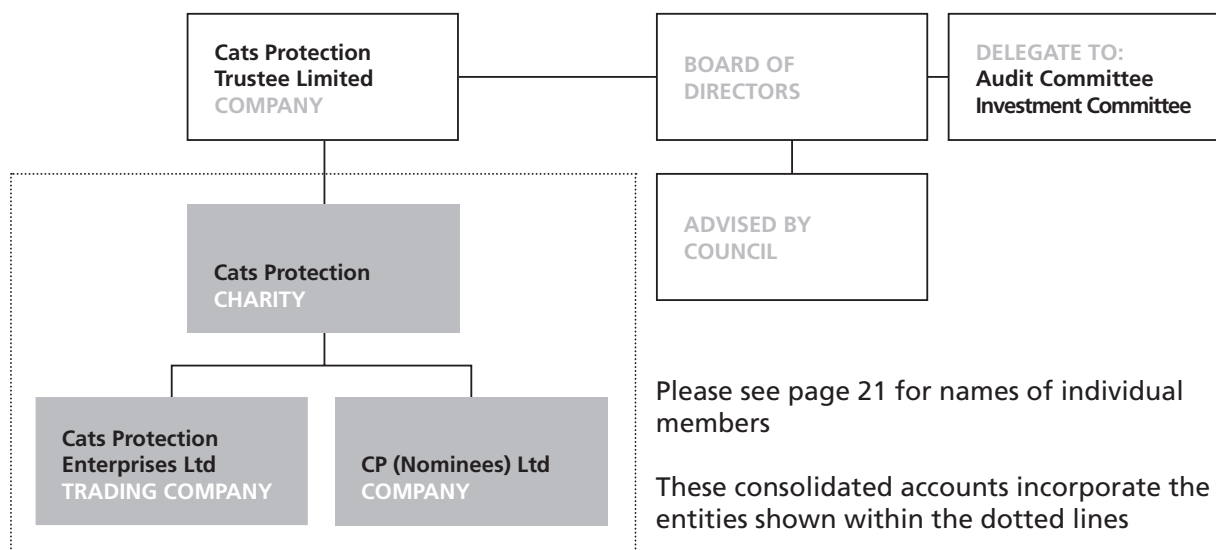 Cats Protection
Trustee Limited
COMPANY
BOARD OF
DIRECTORS
DELEGATE TO:
Audit Committee
Investment Committee
ADVISED BY
COUNCIL
Cats Protection
CHARITY
Cats Protection
Enterprises Ltd
TRADING COMPANY
CP (Nominees) Ltd
COMPANY
Please see page 21 for names of individual
members
These consolidated accounts incorporate the
entities shown within the dotted lines